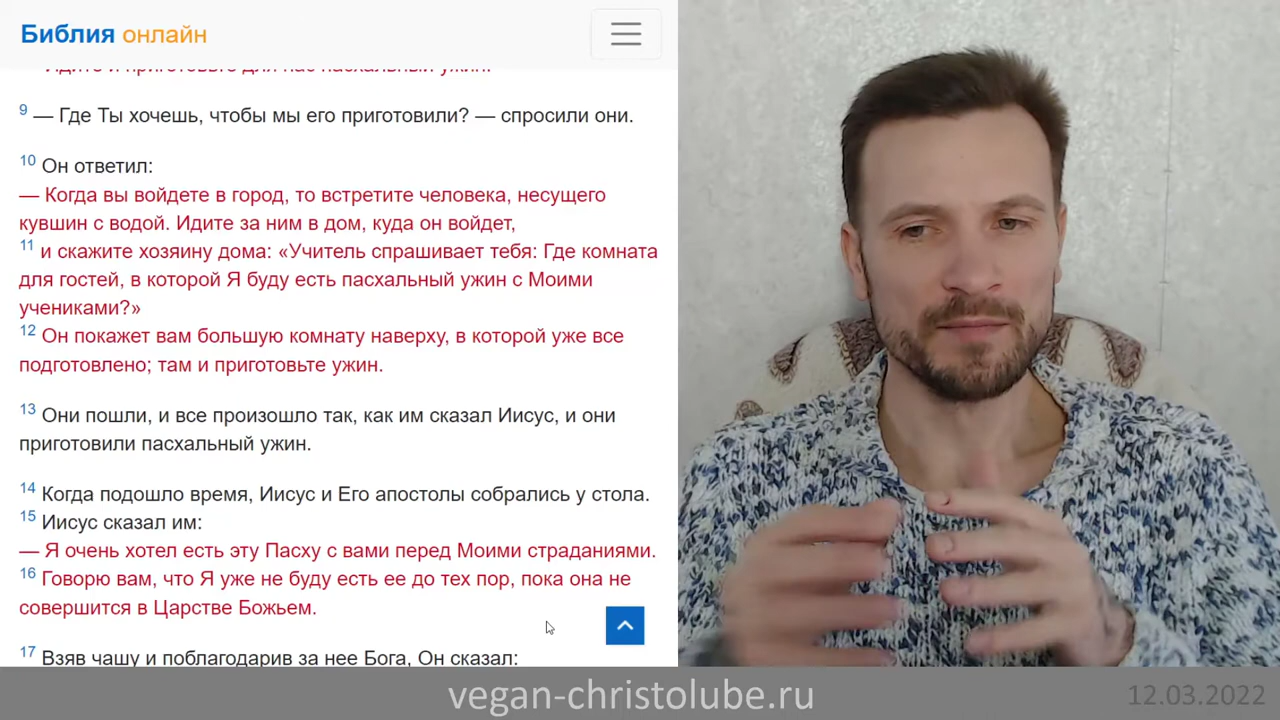 Библия онлайн
9 — Где Ты хочешь, чтобы мы его приготовили? — спросили они.
10 Он ответил:
— Когда вы войдете в город, то встретите человека, несущего
кувшин с водой. Идите за ним в дом, куда он войдет,
11 и скажите хозяину дома: «Учитель спрашивает тебя: Где комната
для гостей, в которой Я буду есть пасхальный ужин с Моими
учениками?»
12 Он покажет вам большую комнату наверху, в которой уже все
подготовлено; там и приготовьте ужин.
13 Они пошли, и все произошло так, как им сказал Иисус, и они
приготовили пасхальный ужин.
14 Когда подошло время, Иисус и Его апостолы собрались у стола.
15 Иисус сказал им:
— Я очень хотел есть эту Пасху с вами перед Моими страданиями.
16 Говорю вам, что Я уже не буду есть ее до тех пор, пока она не
совершится в Царстве Божьем.
17 Взяв чашу и поблагодарив за нее Бога, Он сказал:
vegan-christolube.ru
12.03.2022